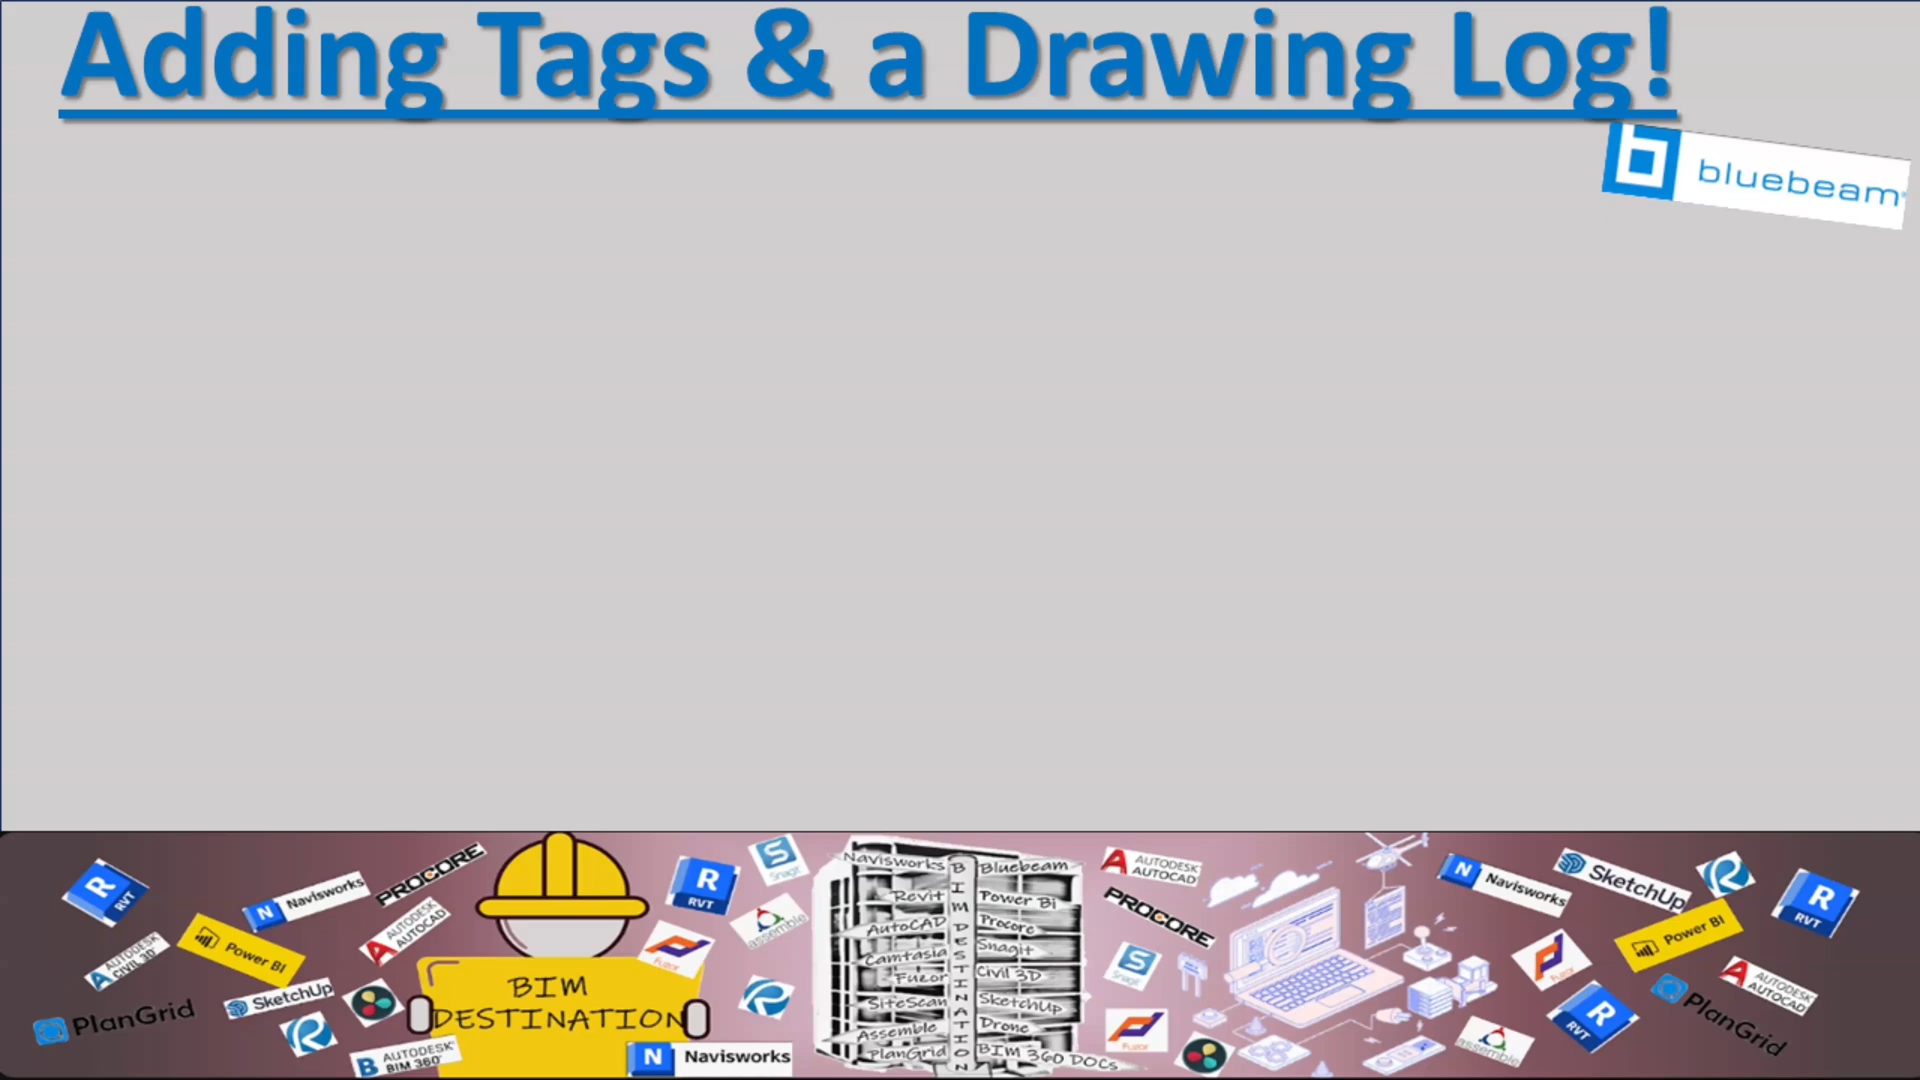 Adding Tags & a Drawing Log!
bluebeam
R
RVT
N Navisworks
PROCORE
Power BI
AUTODESK
CIVIL 3D
AUTODESK
AUTOCAD
PlanGrid
SketchUp
AUTODESK
BIM 360
BIM
DESTINATION
N Navisworks
R
RVT
S
Snagit
Fuzor
assemble
Navisworks
Revit
AutoCAD
Camtasia
Fuzor
SiteScan
Assemble
PlanGrid
BIM DESTINATION
Bluebeam
Power Bi
Procore
Snagit
Civil 3D
SketchUp
Drone
BIM 360 DOCs
AUTODESK
AUTOCAD
PROCORE
S
Snagit
Fuzor
N Navisworks
SketchUp
R
RVT
Power BI
Fuzor
AUTODESK
AUTOCAD
PlanGrid
R
RVT
assemble